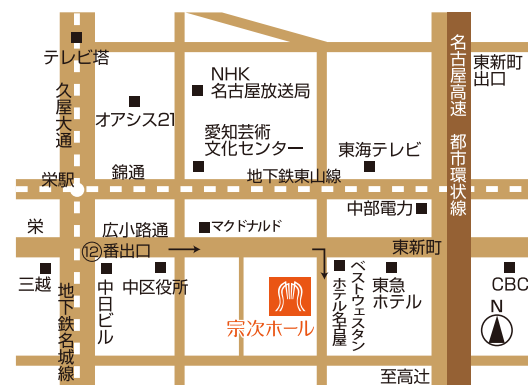 テレビ塔
NHK
名古屋放送局
名古屋高速 都市環状線
東新町
出口
久屋大通
オアシス21
愛知芸術
文化センター
東海テレビ
錦通
地下鉄東山線
栄駅
中部電力
栄
広小路通
マクドナルド
東新町
⑫番出口
三越
地下鉄名城線
中日ビル
中区役所
宗次ホール
ベストウェスタン
ホテル名古屋
東急
ホテル
CBC
N
至高辻